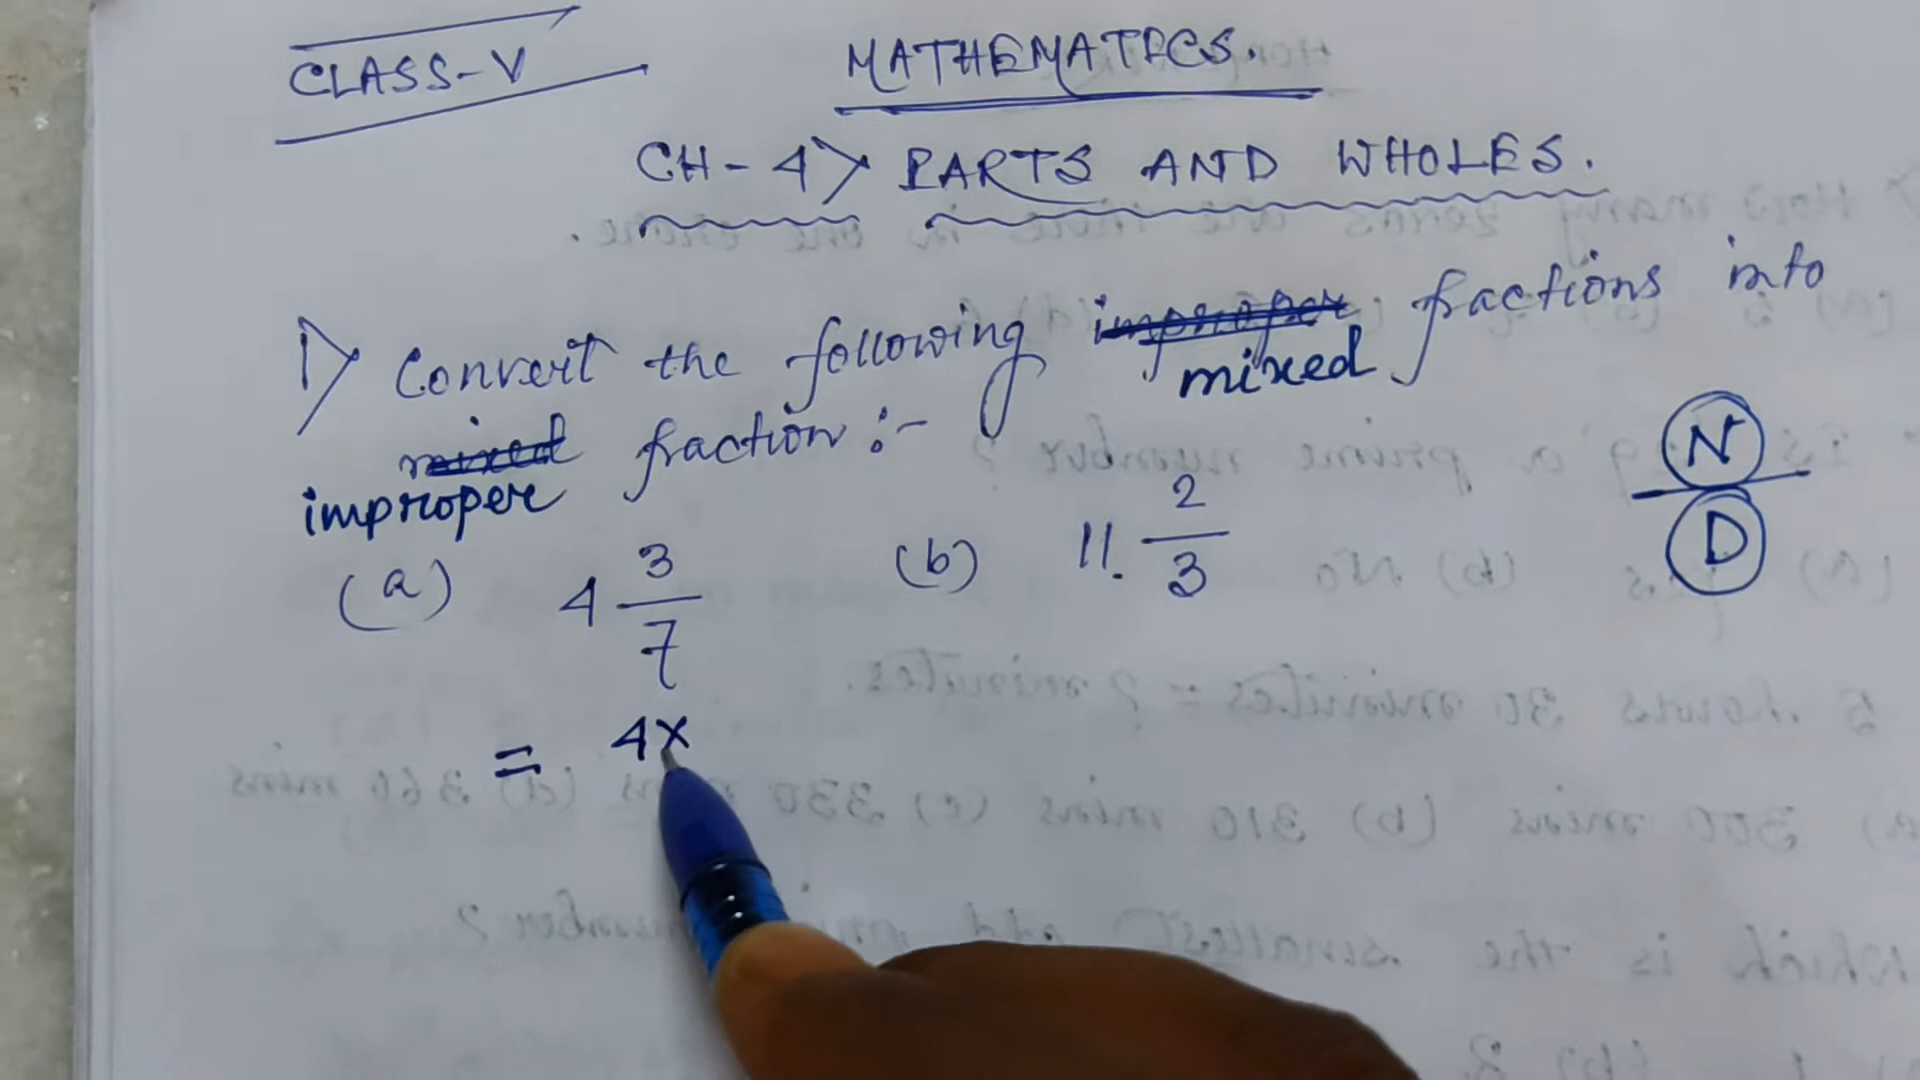 CLASS-V
MATHEMATICS.
CH-4> PARTS AND WHOLES.
1> Convert the following improper fractions into
mixed
mixed fraction :-
improper
(a) 4 3/7 (b) 11. 2/3
N
D
= 4×